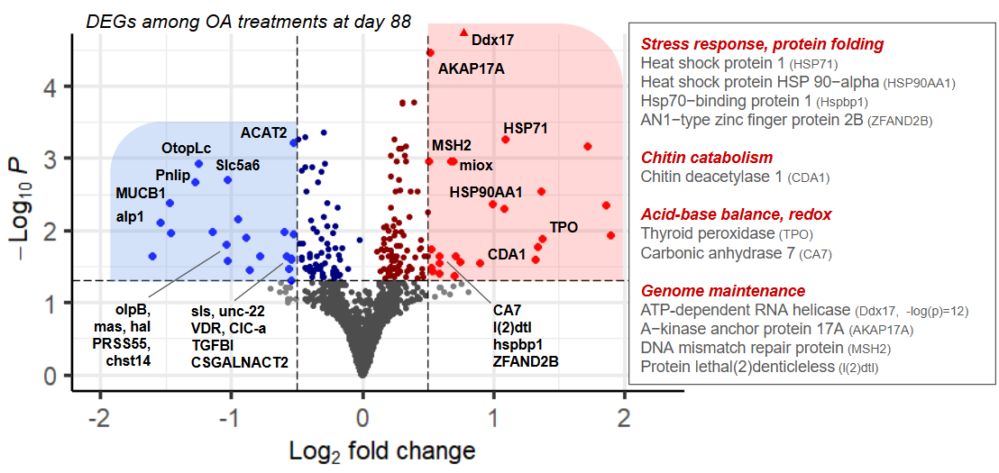 DEGs among OA treatments at day 88
−Log10 P
4
3
2
1
0
-2
-1
0
1
2
Log2 fold change
Ddx17
AKAP17A
HSP71
MSH2
miox
HSP90AA1
TPO
CDA1
ACAT2
OtopLc
Pnlip
Slc5a6
MUCB1
alp1
olpB,
mas, hal
PRSS55,
chst14
sls, unc-22
VDR, ClC-a
TGFBI
CSGALNACT2
CA7
l(2)dtl
hspbp1
ZFAND2B
Stress response, protein folding
Heat shock protein 1 (HSP71)
Heat shock protein HSP 90−alpha (HSP90AA1)
Hsp70−binding protein 1 (Hspbp1)
AN1−type zinc finger protein 2B (ZFAND2B)
Chitin catabolism
Chitin deacetylase 1 (CDA1)
Acid-base balance, redox
Thyroid peroxidase (TPO)
Carbonic anhydrase 7 (CA7)
Genome maintenance
ATP−dependent RNA helicase (Ddx17, -log(p)=12)
A−kinase anchor protein 17A (AKAP17A)
DNA mismatch repair protein (MSH2)
Protein lethal(2)denticleless (l(2)dtl)